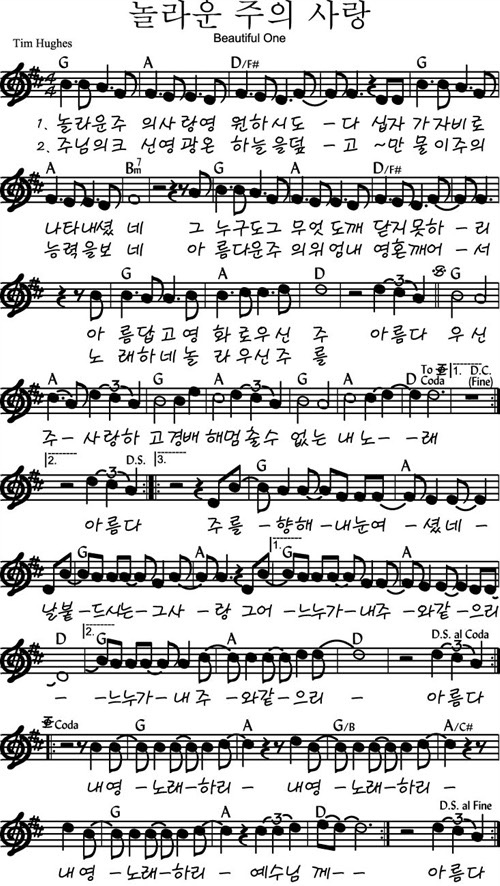 놀라운 주의 사랑
Beautiful One
Tim Hughes
G A D/F# G
1. 놀라운주 의사랑영 원하시도 - 다 십자 가자비로
2. 주님의크 신영광온 하늘을덮 - 고 ~만 물이주의
A Bm7 G A D/F#
나타내셨 네 그 누구도그 무엇도깨 닫지못하 - 리
능력을보 네 아 름다운주 의위엄내 영혼깨어 - 서
G A D G
아 름답고영 화로우신 주 아름다 우신
노 래하네놀 라우신주 를
A G A G A D To Coda 1. D.C. (Fine)
주- 사랑하 고경배 해멈출수 없는 내노- -래
2. D.S. 3. G A
아름다 주를 -향해 -내눈여 -셨네-
G A 1. G A
날붙 -드시는-그사 -랑 그어 -느누가-내주 -와같-으리
D 2. G A D D.S. al Coda
- -느누가-내주 -와같-으리 - 아름다
Coda G A G/B A/C#
내영 -노래-하리- 내영 -노래-하리-
G A D D.S. al Fine
내영 -노래-하리- 예수님 께-- 아름다